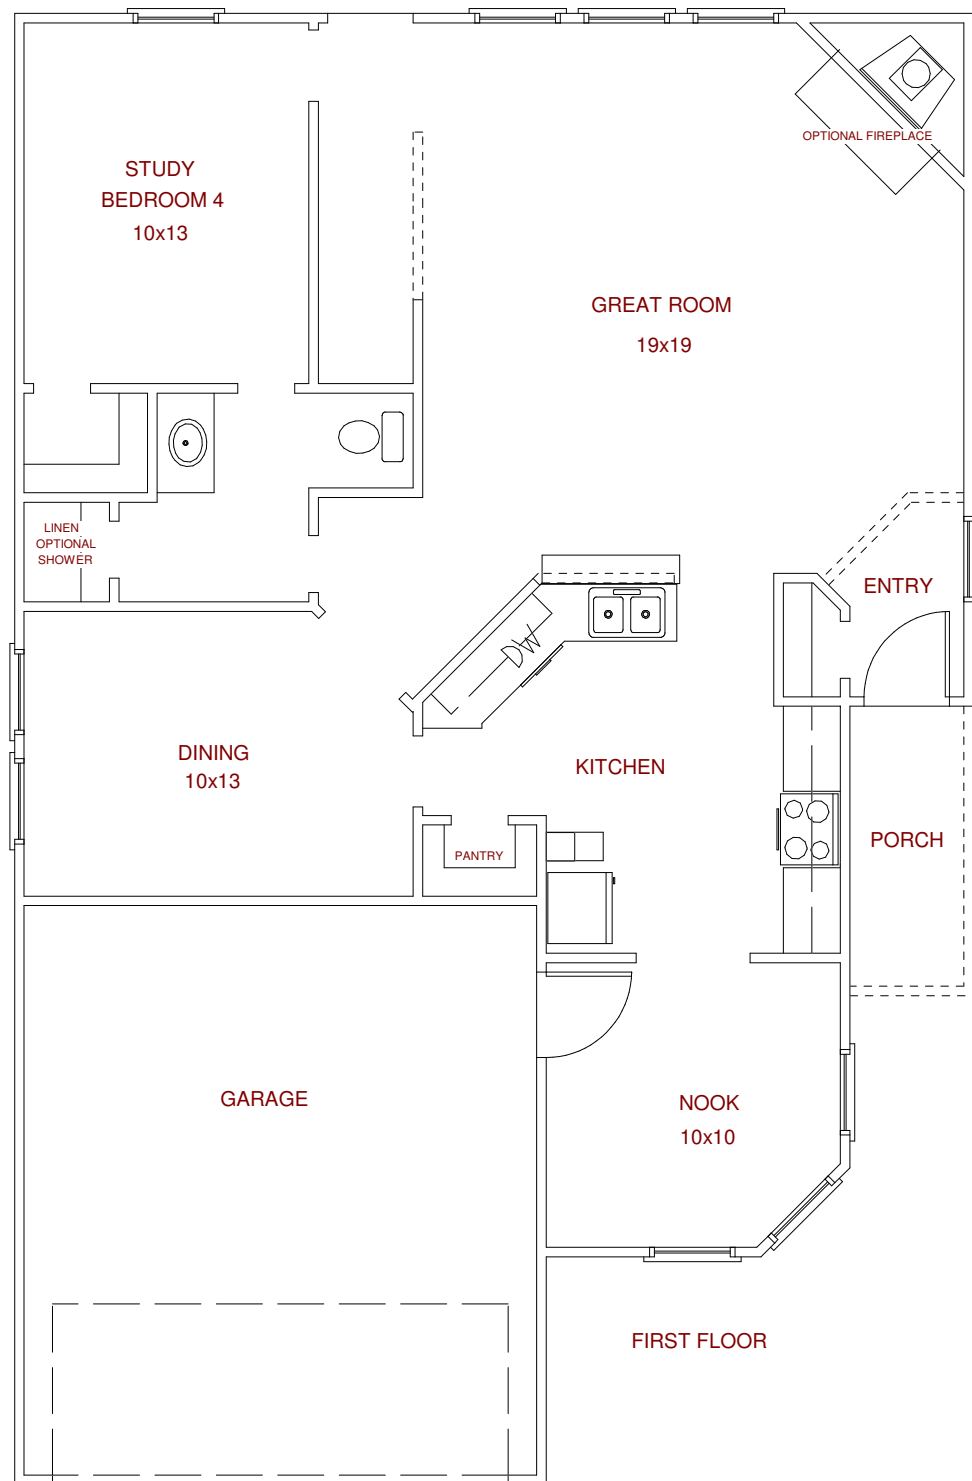 OPTIONAL FIREPLACE
STUDY
BEDROOM 4
10x13
GREAT ROOM
19x19
LINEN
OPTIONAL
SHOWER
ENTRY
DW
DINING
10x13
KITCHEN
PORCH
PANTRY
GARAGE
NOOK
10x10
FIRST FLOOR